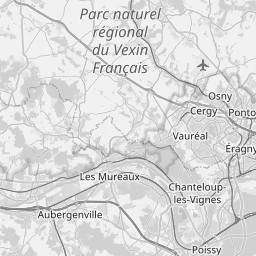 Parc naturel
régional
du Vexin
Français
Osny
Cergy
Ponto
Vauréal
Éragny
Les Mureaux
Chanteloup-
les-Vignes
Aubergenville
Poissy